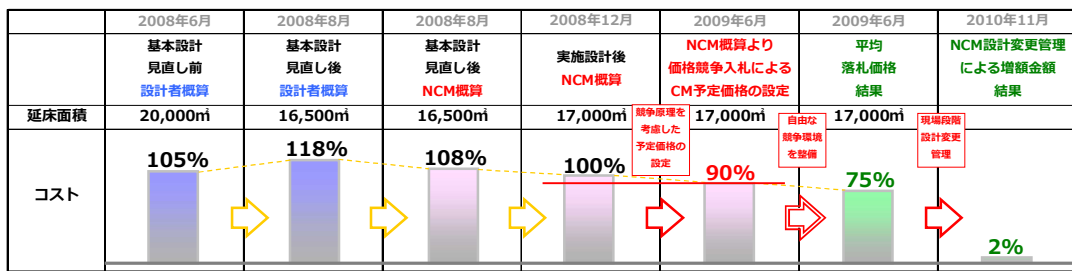 2008年6月
2008年8月
2008年8月
2008年12月
2009年6月
2009年6月
2010年11月
基本設計
見直し前
設計者概算
基本設計
見直し後
設計者概算
基本設計
見直し後
NCM概算
実施設計後
NCM概算
NCM概算より
価格競争入札による
CM予定価格の設定
平均
落札価格
結果
NCM設計変更管理
による増額金額
結果
延床面積
20,000㎡
16,500㎡
16,500㎡
17,000㎡
17,000㎡
17,000㎡
競争原理を
考慮した
予定価格の
設定
自由な
競争環境
を整備
現場段階
設計変更
管理
コスト
105%
118%
108%
100%
90%
75%
2%